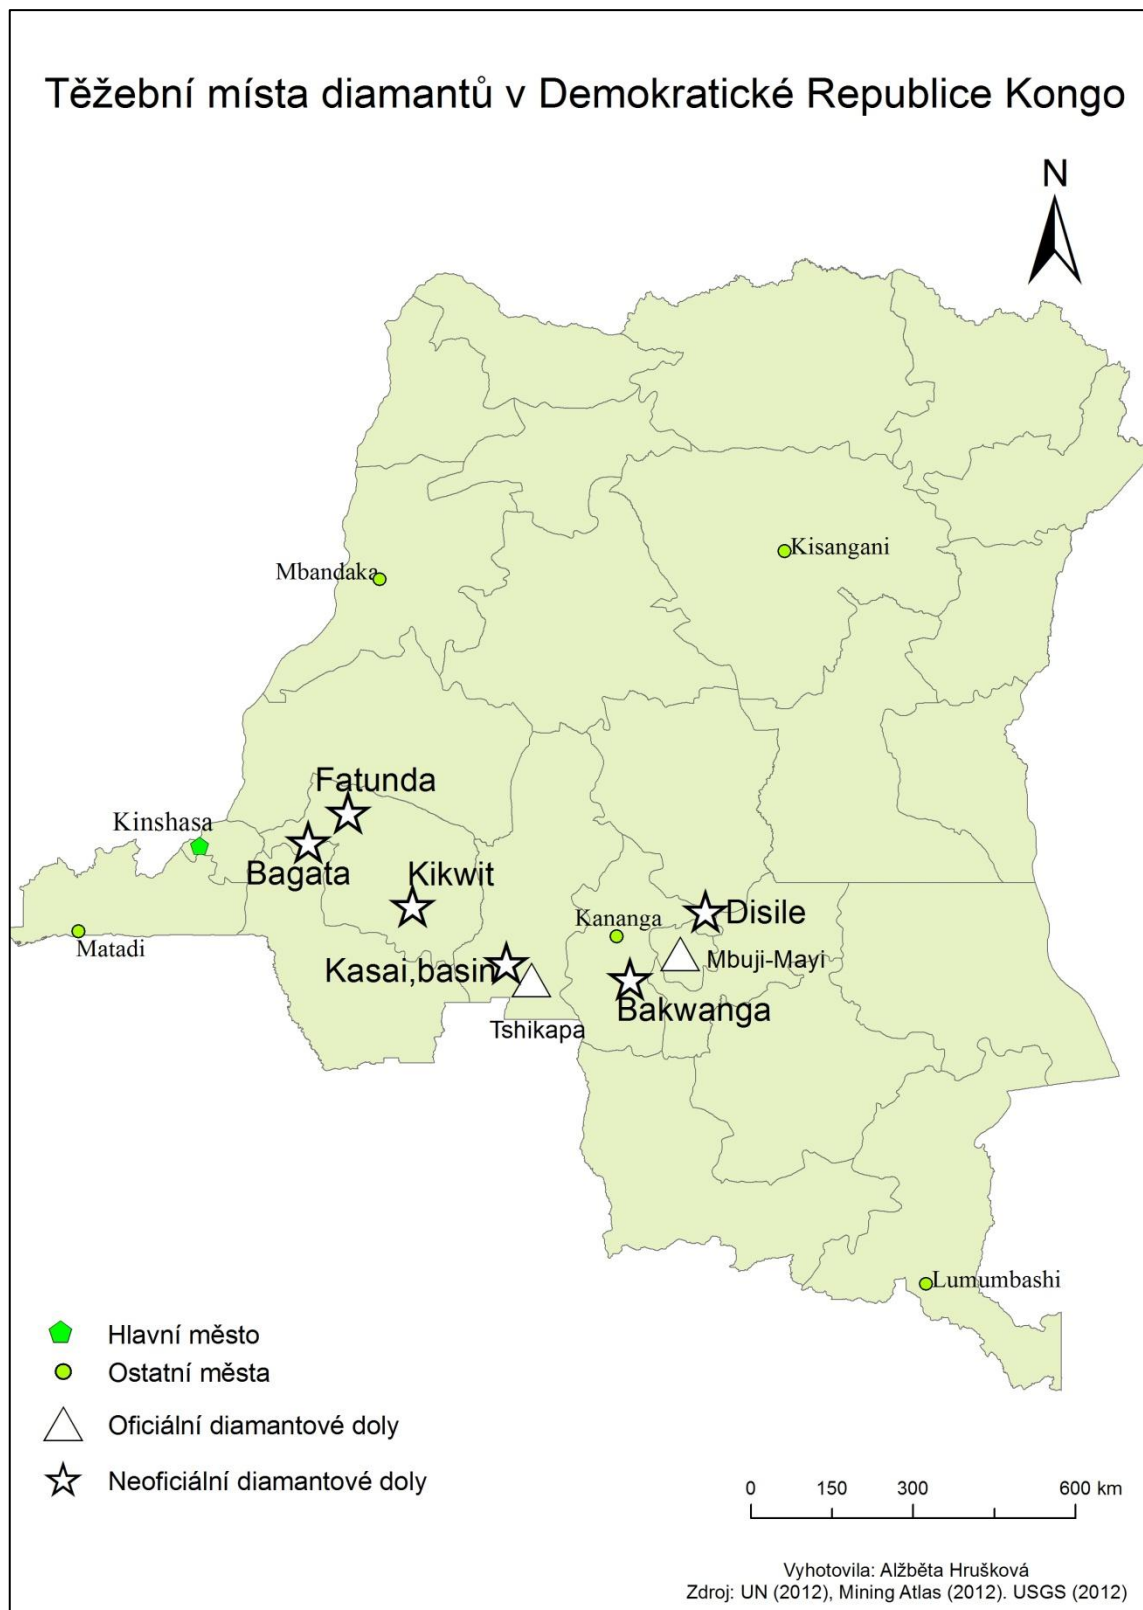 Těžební místa diamantů v Demokratické Republice Kongo
N
Kisangani
Mbandaka
Fatunda
Kinshasa
Bagata
Kikwit
Disile
Kananga
Matadi
Mbuji-Mayi
Kasai,basin
Bakwanga
Tshikapa
Lumumbashi
Hlavní město
Ostatní města
Oficiální diamantové doly
Neoficiální diamantové doly
0 150 300 600 km
Vyhotovila: Alžběta Hrušková
Zdroj: UN (2012), Mining Atlas (2012). USGS (2012)